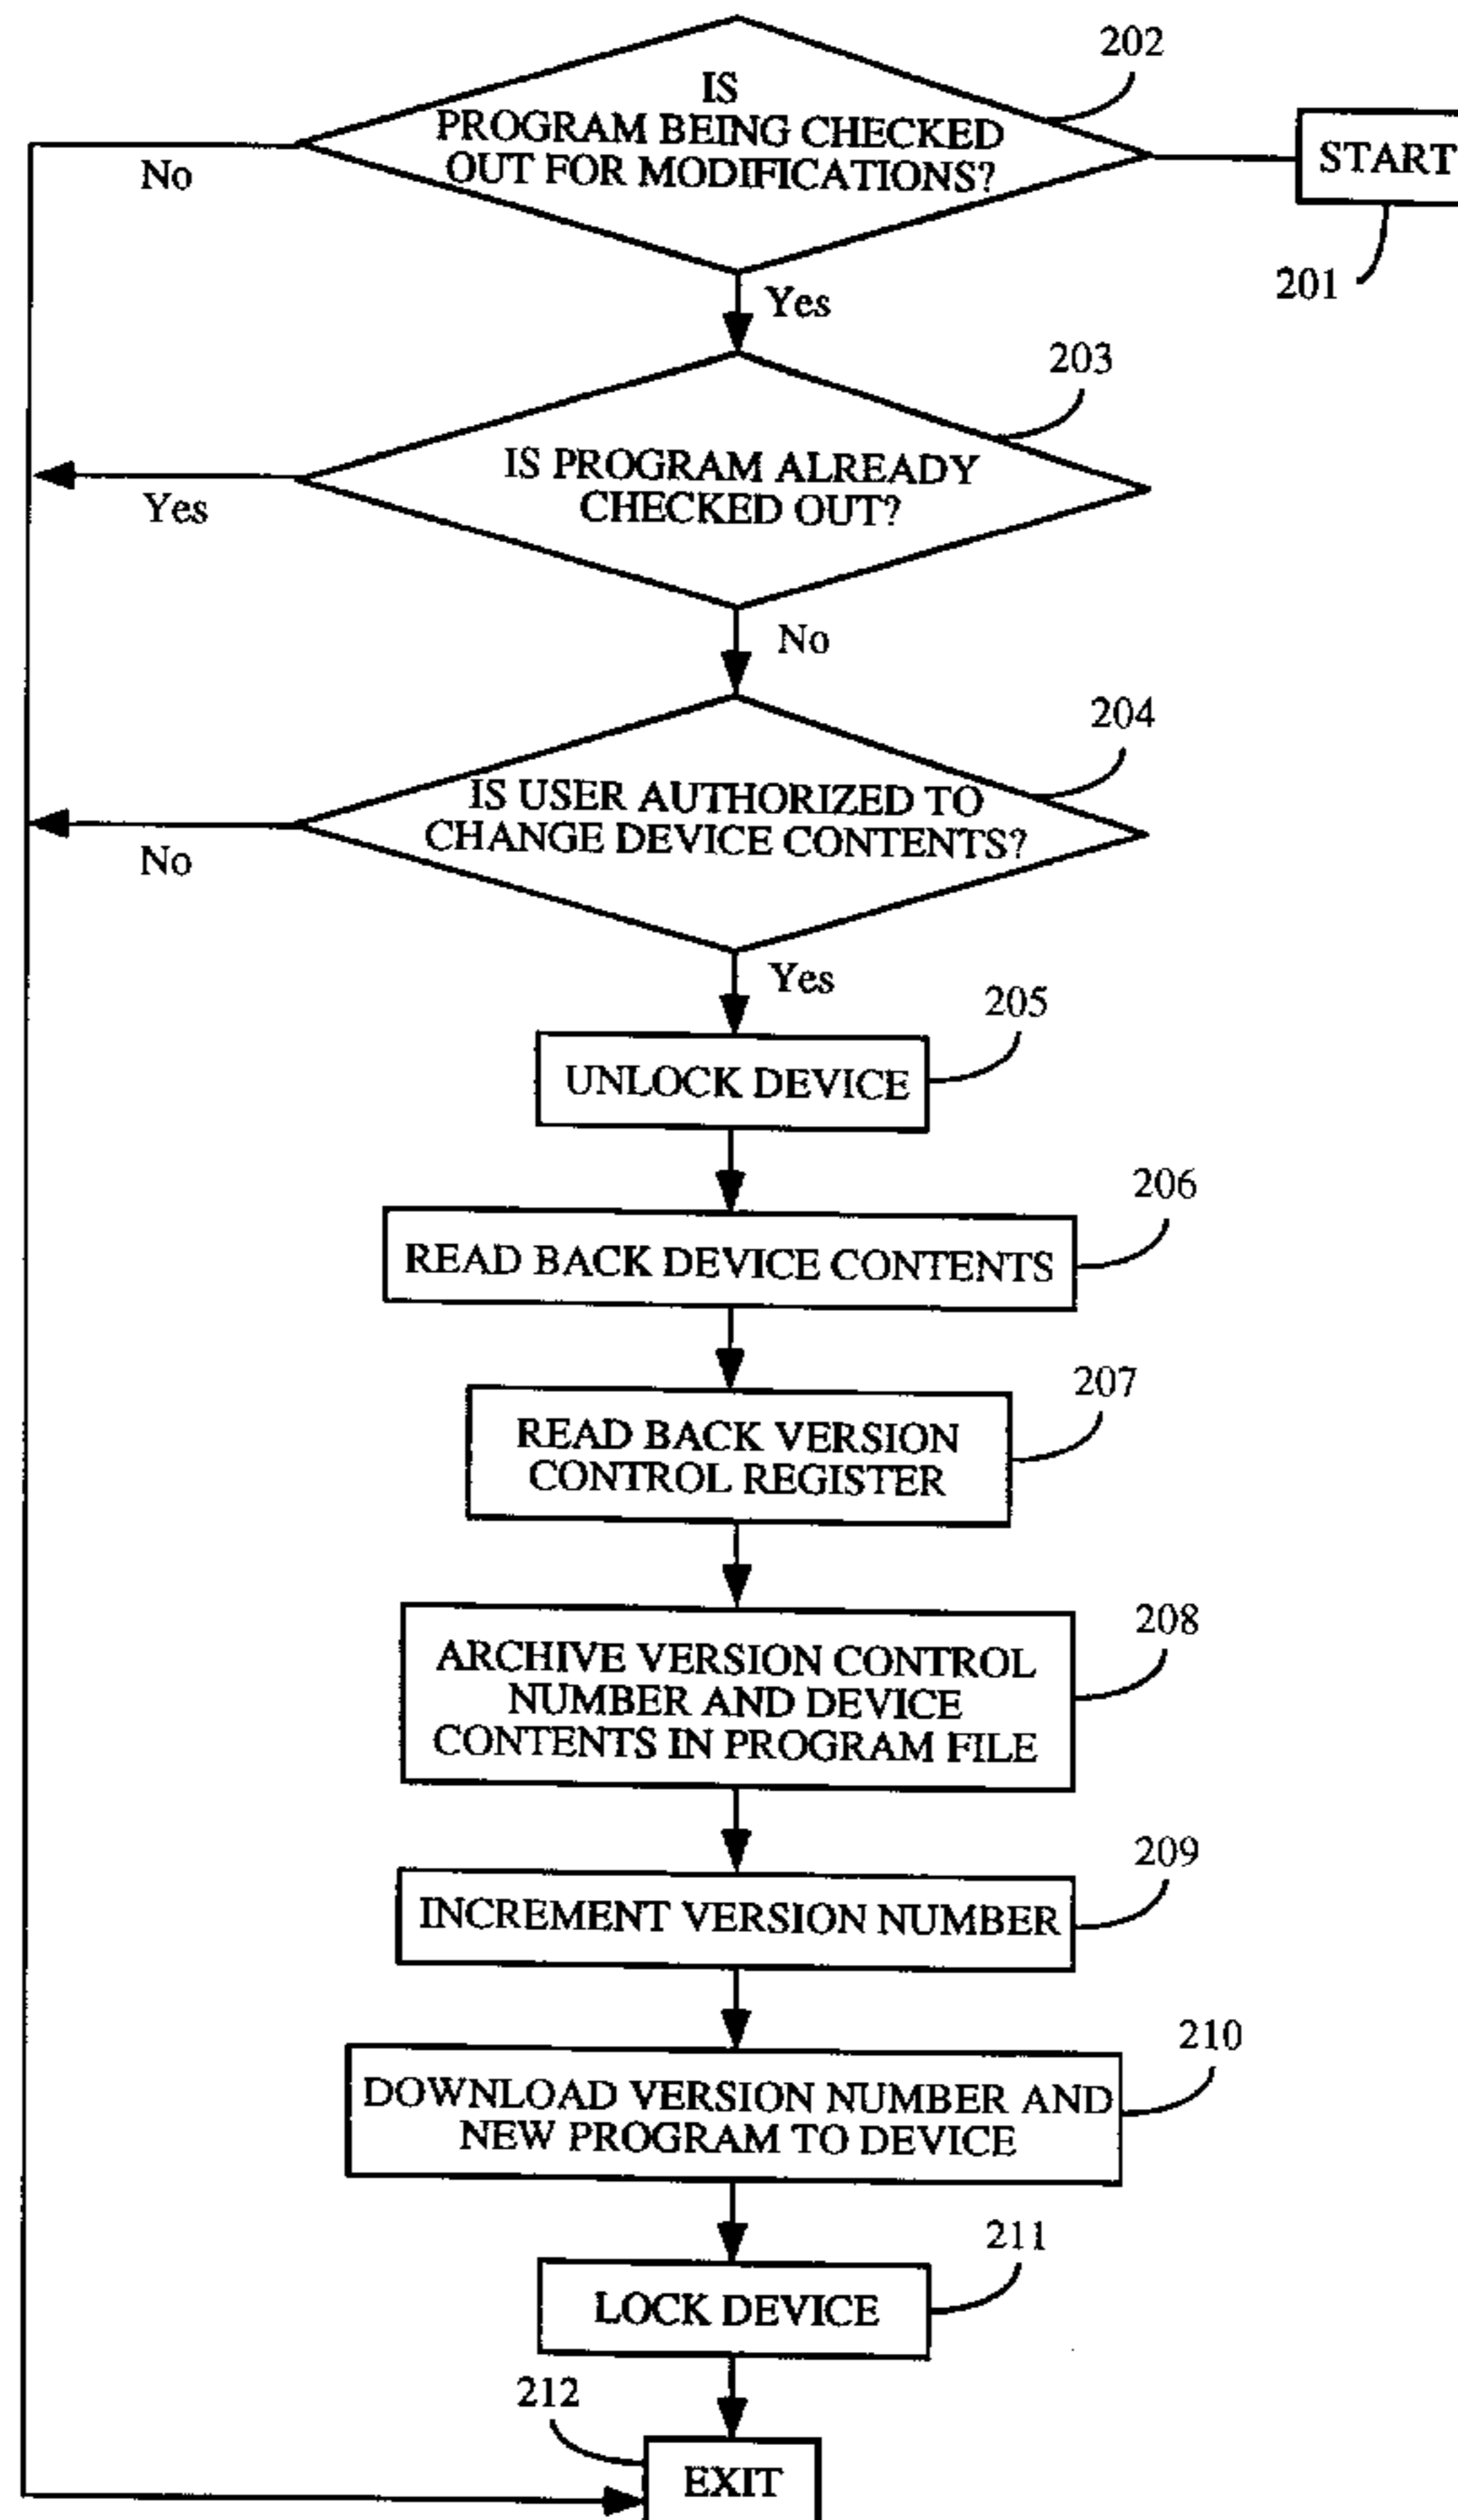 202
IS
PROGRAM BEING CHECKED
OUT FOR MODIFICATIONS?
START
201
No
Yes
203
IS PROGRAM ALREADY
CHECKED OUT?
Yes
No
204
IS USER AUTHORIZED TO
CHANGE DEVICE CONTENTS?
No
Yes
205
UNLOCK DEVICE
206
READ BACK DEVICE CONTENTS
207
READ BACK VERSION
CONTROL REGISTER
208
ARCHIVE VERSION CONTROL
NUMBER AND DEVICE
CONTENTS IN PROGRAM FILE
209
INCREMENT VERSION NUMBER
210
DOWNLOAD VERSION NUMBER AND
NEW PROGRAM TO DEVICE
211
LOCK DEVICE
212
EXIT